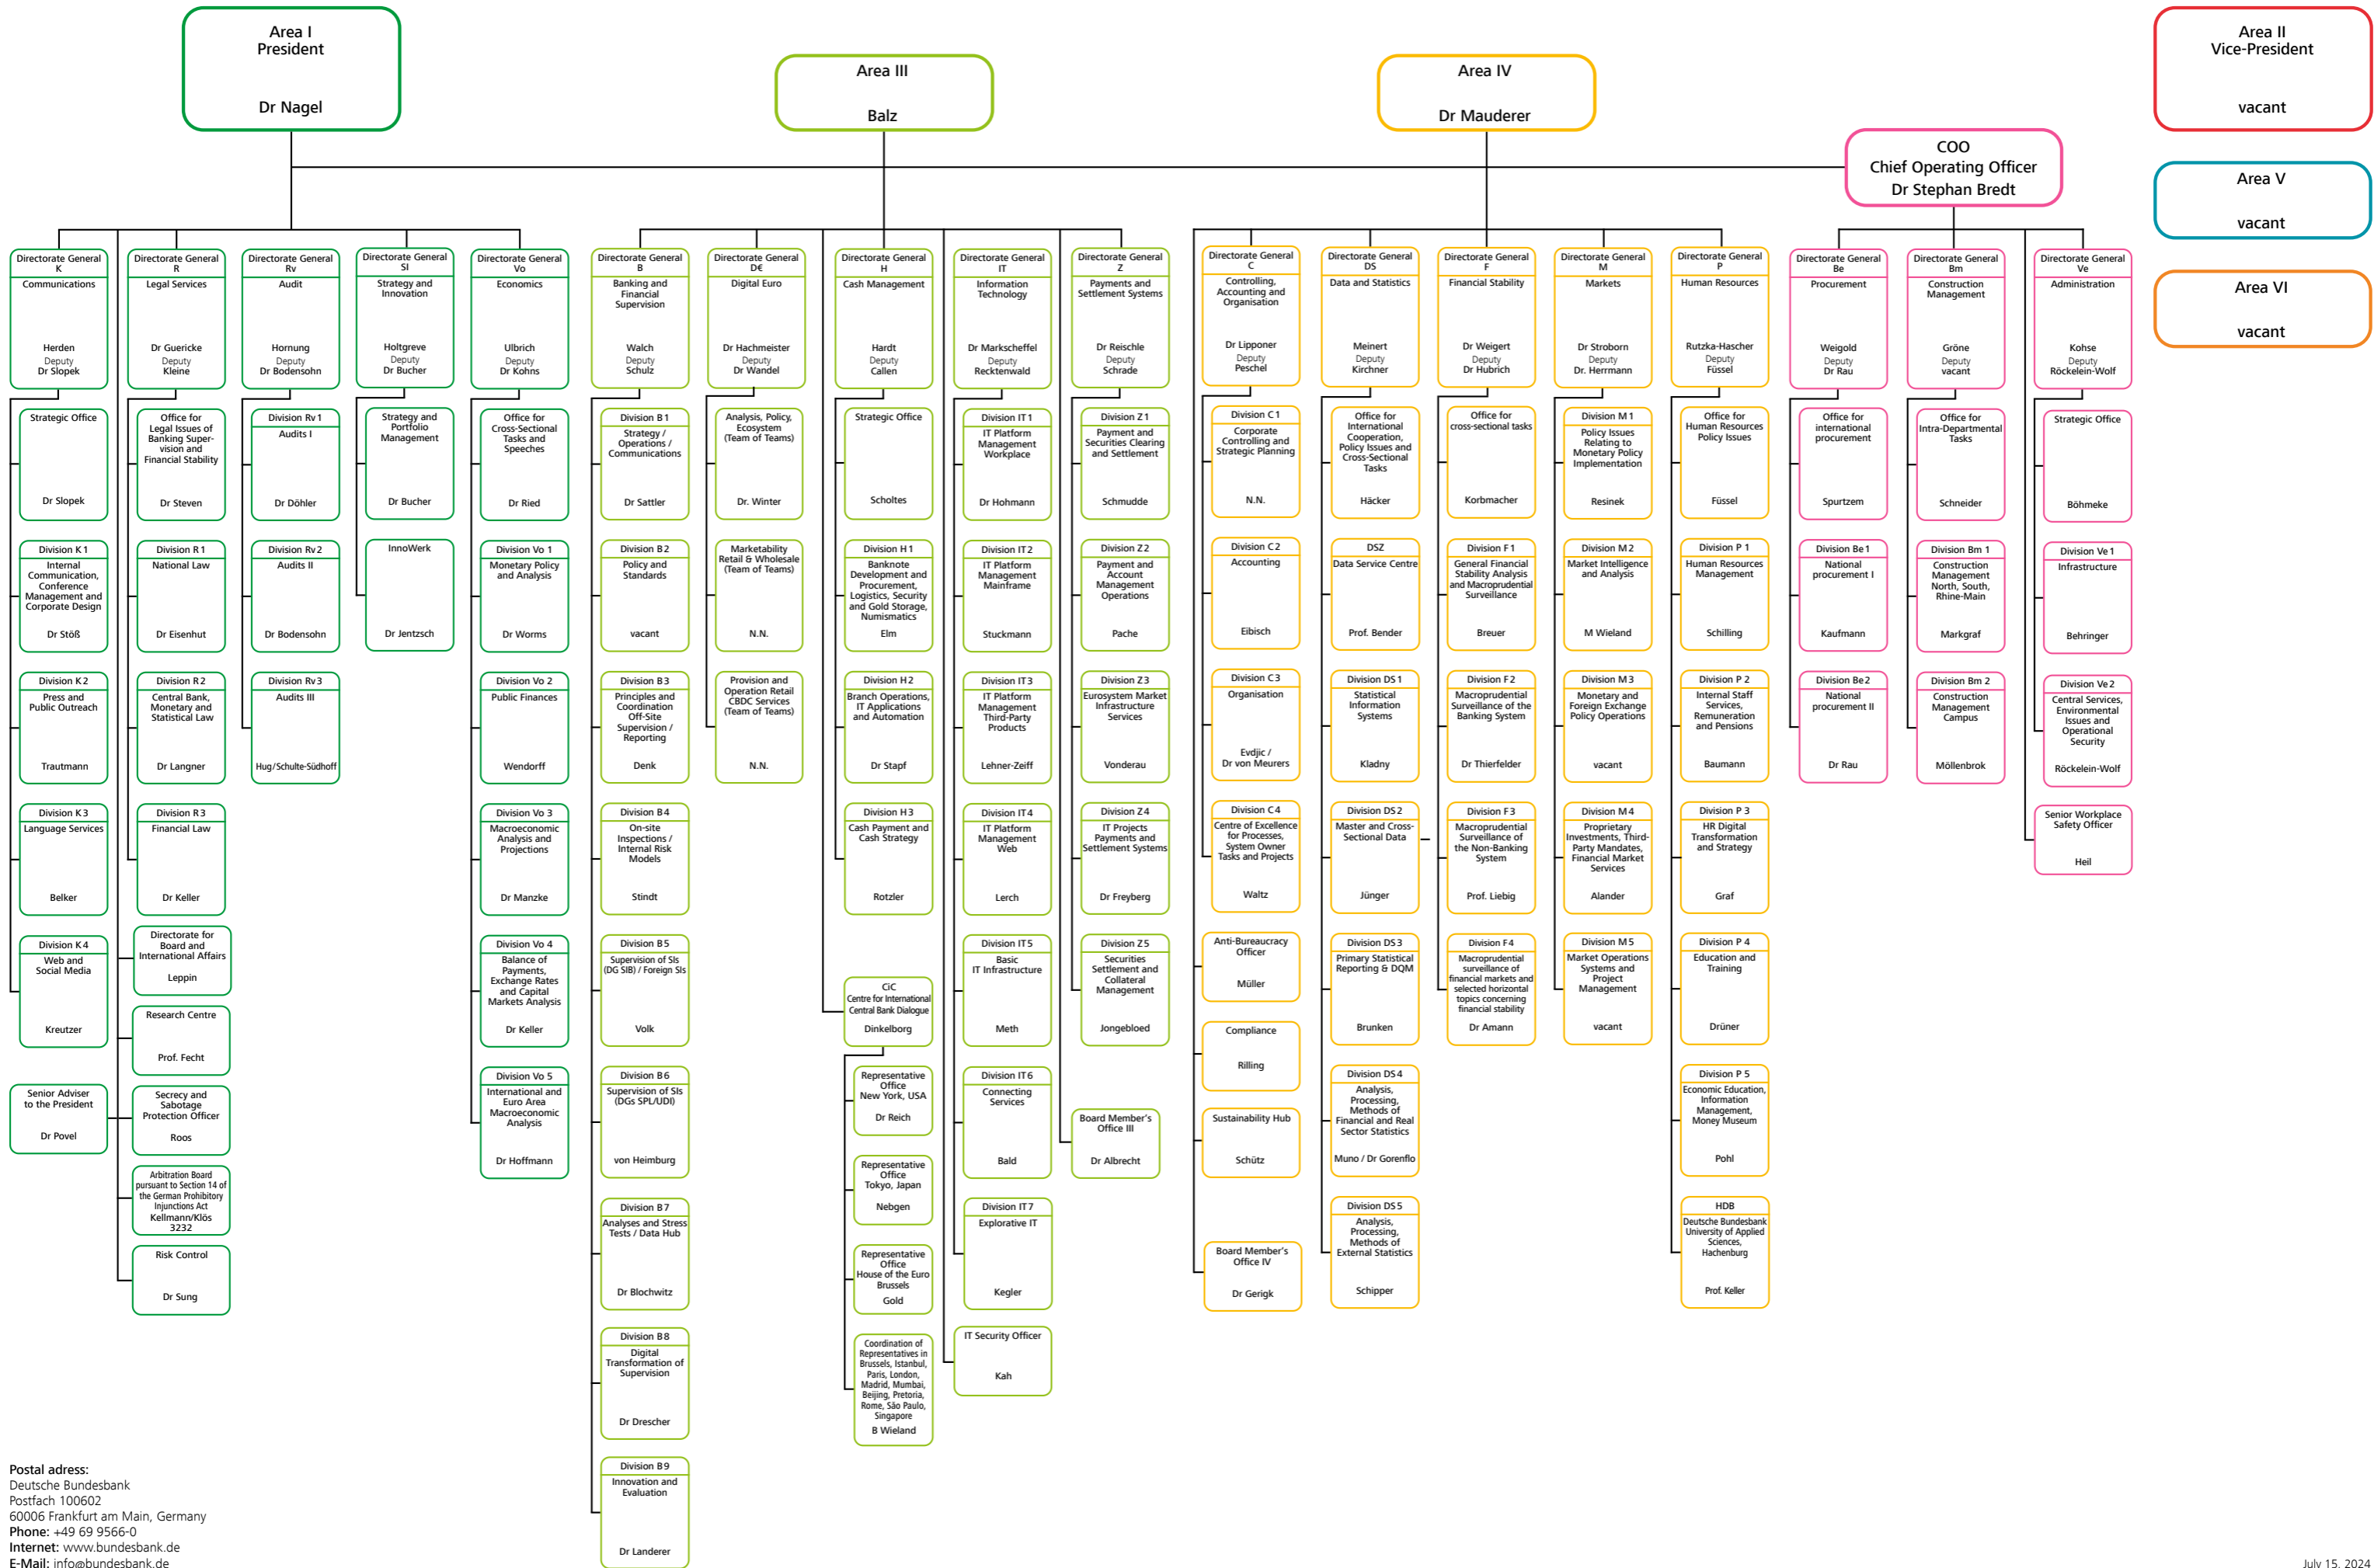 Area I
President
Dr Nagel
Area III
Balz
Area IV
Dr Mauderer
Area II
Vice-President
vacant
COO
Chief Operating Officer
Dr Stephan Bredt
Area V
vacant
Area VI
vacant
Directorate General
K
Communications
Herden
Deputy
Dr Slopek
Strategic Office
Dr Slopek
Division K 1
Internal
Communication,
Conference
Management and
Corporate Design
Dr Stöß
Division K 2
Press and
Public Outreach
Trautmann
Division K 3
Language Services
Belker
Division K 4
Web and
Social Media
Kreutzer
Senior Adviser
to the President
Dr Povel
Directorate General
R
Legal Services
Dr Guericke
Deputy
Kleine
Office for
Legal Issues of
Banking Super-
vision and
Financial Stability
Dr Steven
Division R 1
National Law
Dr Eisenhut
Division R 2
Central Bank,
Monetary and
Statistical Law
Dr Langner
Division R 3
Financial Law
Dr Keller
Directorate for
Board and
International Affairs
Leppin
Research Centre
Prof. Fecht
Secrecy and
Sabotage
Protection Officer
Roos
Arbitration Board
pursuant to Section 14 of
the German Prohibitory
Injunctions Act
Kellmann/Klös
3232
Risk Control
Dr Sung
Directorate General
Rv
Audit
Hornung
Deputy
Dr Bodensohn
Division Rv 1
Audits I
Dr Döhler
Division Rv 2
Audits II
Dr Bodensohn
Division Rv 3
Audits III
Hug/Schulte-Südhoff
Directorate General
SI
Strategy and
Innovation
Holtgreve
Deputy
Dr Bucher
Strategy and
Portfolio
Management
Dr Bucher
InnoWerk
Dr Jentzsch
Directorate General
Vo
Economics
Ulbrich
Deputy
Dr Kohns
Office for
Cross-Sectional
Tasks and
Speeches
Dr Ried
Division Vo 1
Monetary Policy
and Analysis
Dr Worms
Division Vo 2
Public Finances
Wendorff
Division Vo 3
Macroeconomic
Analysis and
Projections
Dr Manzke
Division Vo 4
Balance of
Payments,
Exchange Rates
and Capital
Markets Analysis
Dr Keller
Division Vo 5
International and
Euro Area
Macroeconomic
Analysis
Dr Hoffmann
Directorate General
B
Banking and
Financial
Supervision
Walch
Deputy
Schulz
Division B 1
Strategy /
Operations /
Communications
Dr Sattler
Division B 2
Policy and
Standards
vacant
Division B 3
Principles and
Coordination
Off-Site
Supervision /
Reporting
Denk
Division B 4
On-site
Inspections /
Internal Risk
Models
Stindt
Division B 5
Supervision of SIs
(DG SIB) / Foreign SIs
Volk
Division B 6
Supervision of SIs
(DGs SPL/UDI)
von Heimburg
Division B 7
Analyses and Stress
Tests / Data Hub
Dr Blochwitz
Division B 8
Digital
Transformation of
Supervision
Dr Drescher
Division B 9
Innovation and
Evaluation
Dr Landerer
Directorate General
D€
Digital Euro
Dr Hachmeister
Deputy
Dr Wandel
Analysis, Policy,
Ecosystem
(Team of Teams)
Dr. Winter
Marketability
Retail & Wholesale
(Team of Teams)
N.N.
Provision and
Operation Retail
CBDC Services
(Team of Teams)
N.N.
Directorate General
H
Cash Management
Hardt
Deputy
Callen
Strategic Office
Scholtes
Division H 1
Banknote
Development and
Procurement,
Logistics, Security
and Gold Storage,
Numismatics
Elm
Division H 2
Branch Operations,
IT Applications
and Automation
Dr Stapf
Division H 3
Cash Payment and
Cash Strategy
Rotzler
CiC
Centre for International
Central Bank Dialogue
Dinkelborg
Representative
Office
New York, USA
Dr Reich
Representative
Office
Tokyo, Japan
Nebgen
Representative
Office
House of the Euro
Brussels
Gold
Coordination of
Representatives in
Brussels, Istanbul,
Paris, London,
Madrid, Mumbai,
Beijing, Pretoria,
Rome, São Paulo,
Singapore
B Wieland
Directorate General
IT
Information
Technology
Dr Markscheffel
Deputy
Recktenwald
Division IT 1
IT Platform
Management
Workplace
Dr Hohmann
Division IT 2
IT Platform
Management
Mainframe
Stuckmann
Division IT 3
IT Platform
Management
Third-Party
Products
Lehner-Zeiff
Division IT 4
IT Platform
Management
Web
Lerch
Division IT 5
Basic
IT Infrastructure
Meth
Division IT 6
Connecting
Services
Bald
Division IT 7
Explorative IT
Kegler
IT Security Officer
Kah
Directorate General
Z
Payments and
Settlement Systems
Dr Reischle
Deputy
Schrade
Division Z 1
Payment and
Securities Clearing
and Settlement
Schmudde
Division Z 2
Payment and
Account
Management
Operations
Pache
Division Z 3
Eurosystem Market
Infrastructure
Services
Vonderau
Division Z 4
IT Projects
Payments and
Settlement Systems
Dr Freyberg
Division Z 5
Securities
Settlement and
Collateral
Management
Jongebloed
Board Member's
Office III
Dr Albrecht
Directorate General
C
Controlling,
Accounting and
Organisation
Dr Lipponer
Deputy
Peschel
Division C 1
Corporate
Controlling and
Strategic Planning
N.N.
Division C 2
Accounting
Eibisch
Division C 3
Organisation
Evdjic /
Dr von Meurers
Division C 4
Centre of Excellence
for Processes,
System Owner
Tasks and Projects
Waltz
Anti-Bureaucracy
Officer
Müller
Compliance
Rilling
Sustainability Hub
Schütz
Board Member's
Office IV
Dr Gerigk
Directorate General
DS
Data and Statistics
Meinert
Deputy
Kirchner
Office for
International
Cooperation,
Policy Issues and
Cross-Sectional
Tasks
Häcker
DSZ
Data Service Centre
Prof. Bender
Division DS 1
Statistical
Information
Systems
Kladny
Division DS 2
Master and Cross-
Sectional Data
Jünger
Division DS 3
Primary Statistical
Reporting & DQM
Brunken
Division DS 4
Analysis,
Processing,
Methods of
Financial and Real
Sector Statistics
Muno / Dr Gorenflo
Division DS 5
Analysis,
Processing,
Methods of
External Statistics
Schipper
Directorate General
F
Financial Stability
Dr Weigert
Deputy
Dr Hubrich
Office for
cross-sectional tasks
Korbmacher
Division F 1
General Financial
Stability Analysis
and Macroprudential
Surveillance
Breuer
Division F 2
Macroprudential
Surveillance of the
Banking System
Dr Thierfelder
Division F 3
Macroprudential
Surveillance of
the Non-Banking
System
Prof. Liebig
Division F 4
Macroprudential
surveillance of
financial markets and
selected horizontal
topics concerning
financial stability
Dr Amann
Directorate General
M
Markets
Dr Stroborn
Deputy
Dr. Herrmann
Division M 1
Policy Issues
Relating to
Monetary Policy
Implementation
Resinek
Division M 2
Market Intelligence
and Analysis
M Wieland
Division M 3
Monetary and
Foreign Exchange
Policy Operations
vacant
Division M 4
Proprietary
Investments, Third-
Party Mandates,
Financial Market
Services
Alander
Division M 5
Market Operations
Systems and
Project
Management
vacant
Directorate General
P
Human Resources
Rutzka-Hascher
Deputy
Füssel
Office for
Human Resources
Policy Issues
Füssel
Division P 1
Human Resources
Management
Schilling
Division P 2
Internal Staff
Services,
Remuneration
and Pensions
Baumann
Division P 3
HR Digital
Transformation
and Strategy
Graf
Division P 4
Education and
Training
Drüner
Division P 5
Economic Education,
Information
Management,
Money Museum
Pohl
HDB
Deutsche Bundesbank
University of Applied
Sciences,
Hachenburg
Prof. Keller
Directorate General
Be
Procurement
Weigold
Deputy
Dr Rau
Office for
international
procurement
Spurtzem
Division Be 1
National
procurement I
Kaufmann
Division Be 2
National
procurement II
Dr Rau
Directorate General
Bm
Construction
Management
Gröne
Deputy
vacant
Office for
Intra-Departmental
Tasks
Schneider
Division Bm 1
Construction
Management
North, South,
Rhine-Main
Markgraf
Division Bm 2
Construction
Management
Campus
Möllenbrok
Directorate General
Ve
Administration
Kohse
Deputy
Röckelein-Wolf
Strategic Office
Böhmeke
Division Ve 1
Infrastructure
Behringer
Division Ve 2
Central Services,
Environmental
Issues and
Operational
Security
Röckelein-Wolf
Senior Workplace
Safety Officer
Heil
Postal adress:
Deutsche Bundesbank
Postfach 100602
60006 Frankfurt am Main, Germany
Phone: +49 69 9566-0
Internet: www.bundesbank.de
E-Mail: info@bundesbank.de
July 15, 2024